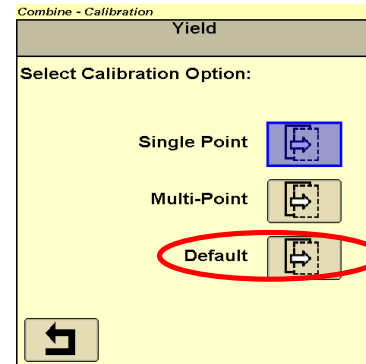 Combine - Calibration
Yield
Select Calibration Option:
Single Point
Multi-Point
Default